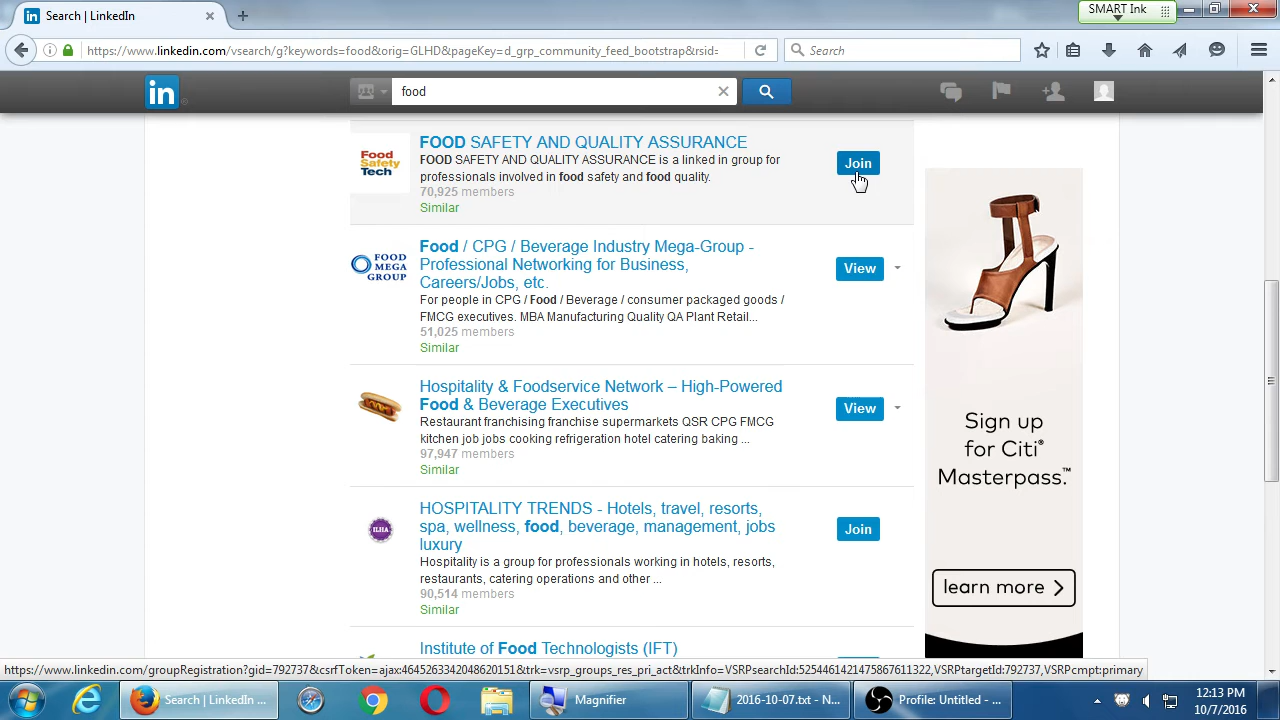 Search | LinkedIn
SMART Ink
https://www.linkedin.com/vsearch/g?keywords=food&orig=GLHD&pageKey=d_grp_community_feed_bootstrap&rsid=
Search
in
food
Food
Safety
Tech
FOOD SAFETY AND QUALITY ASSURANCE
FOOD SAFETY AND QUALITY ASSURANCE is a linked in group for
professionals involved in food safety and food quality.
70,925 members
Similar
Join
FOOD
MEGA
GROUP
Food / CPG / Beverage Industry Mega-Group -
Professional Networking for Business,
Careers/Jobs, etc.
For people in CPG / Food / Beverage / consumer packaged goods /
FMCG executives. MBA Manufacturing Quality QA Plant Retail...
51,025 members
Similar
View
Hospitality & Foodservice Network – High-Powered
Food & Beverage Executives
Restaurant franchising franchise supermarkets QSR CPG FMCG
kitchen job jobs cooking refrigeration hotel catering baking ...
97,947 members
Similar
View
ILHA
HOSPITALITY TRENDS - Hotels, travel, resorts,
spa, wellness, food, beverage, management, jobs
luxury
Hospitality is a group for professionals working in hotels, resorts,
restaurants, catering operations and other ...
90,514 members
Similar
Join
Institute of Food Technologists (IFT)
Sign up
for Citi®
Masterpass.™
learn more >
https://www.linkedin.com/groupRegistration?gid=792737&csrfToken=ajax:4645263342048620151&trk=vsrp_groups_res_pri_act&trkInfo=VSRPsearchId:5254461421475867611322,VSRPtargetId:792737,VSRPcmpt:primary
Search | LinkedIn ...
Magnifier
2016-10-07.txt - N...
Profile: Untitled - ...
12:13 PM
10/7/2016